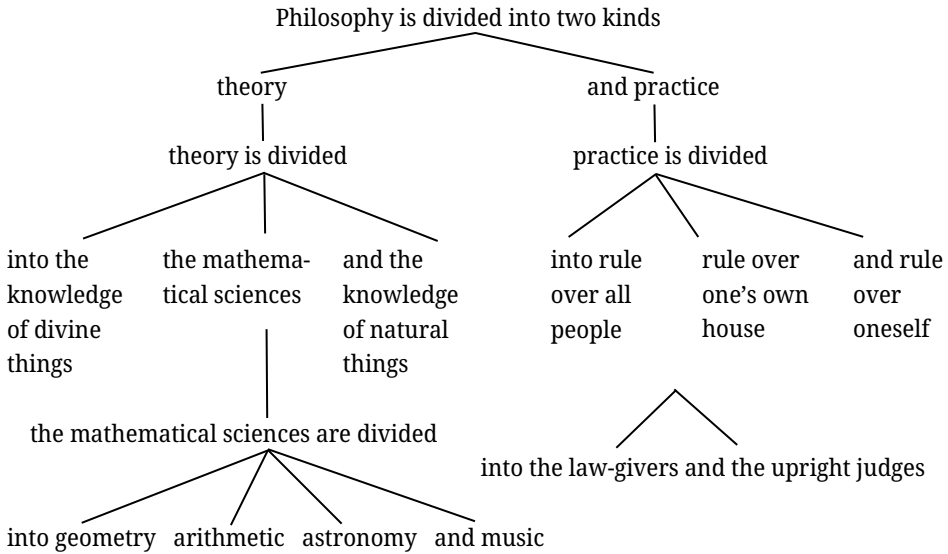 Philosophy is divided into two kinds
theory
and practice
theory is divided
practice is divided
into the
knowledge
of divine
things
the mathema-
tical sciences
and the
knowledge
of natural
things
into rule
over all
people
rule over
one’s own
house
and rule
over
oneself
the mathematical sciences are divided
into the law-givers and the upright judges
into geometry
arithmetic
astronomy
and music